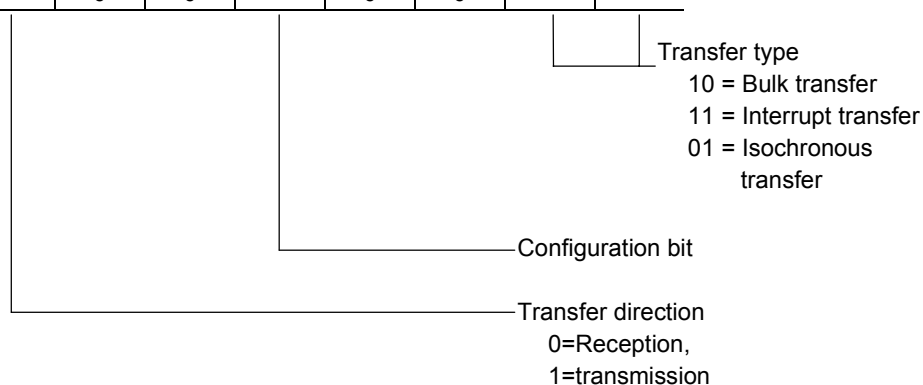 Transfer type
10 = Bulk transfer
11 = Interrupt transfer
01 = Isochronous
transfer
Configuration bit
Transfer direction
0=Reception,
1=transmission